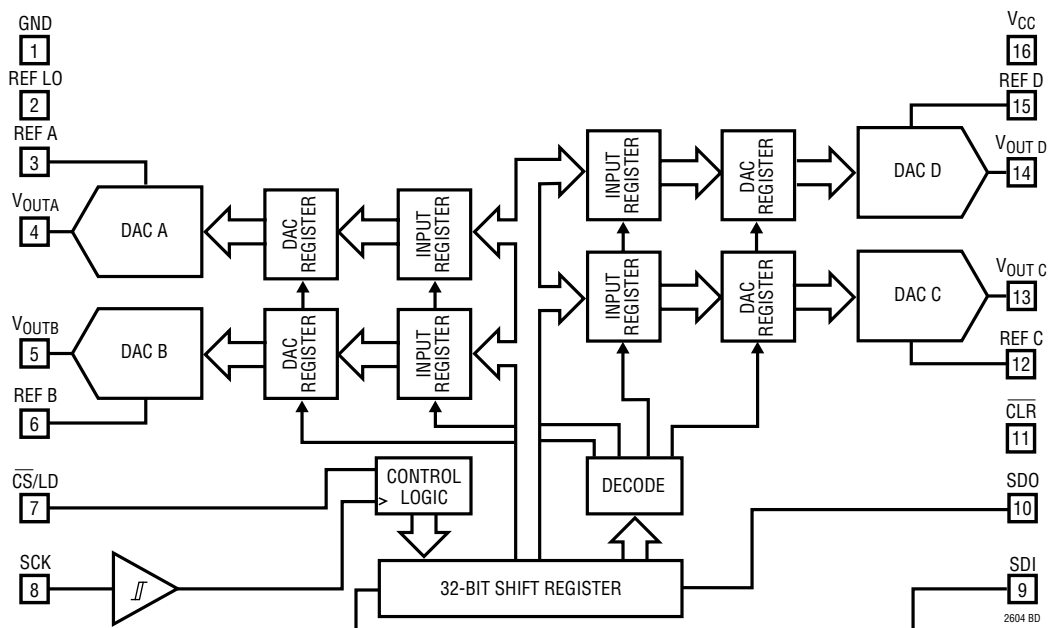 GND
1
REF LO
2
REF A
3
VOUTA
4
VOUTB
5
REF B
6
CS/LD
7
SCK
8
DAC A
DAC
REGISTER
INPUT
REGISTER
DAC B
DAC
REGISTER
INPUT
REGISTER
CONTROL
LOGIC
32-BIT SHIFT REGISTER
DECODE
INPUT
REGISTER
DAC
REGISTER
DAC D
INPUT
REGISTER
DAC
REGISTER
DAC C
VCC
16
REF D
15
VOUT D
14
VOUT C
13
REF C
12
CLR
11
SDO
10
SDI
9
2604 BD